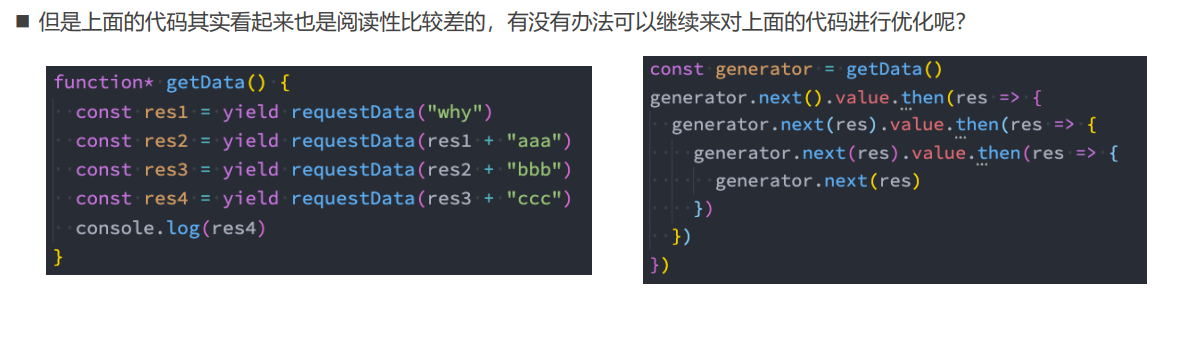 ■ 但是上面的代码其实看起来也是阅读性比较差的，有没有办法可以继续来对上面的代码进行优化呢？
function* getData() {
  const res1 = yield requestData("why")
  const res2 = yield requestData(res1 + "aaa")
  const res3 = yield requestData(res2 + "bbb")
  const res4 = yield requestData(res3 + "ccc")
  console.log(res4)
}
const generator = getData()
generator.next().value.then(res => {
  generator.next(res).value.then(res => {
    generator.next(res).value.then(res => {
      generator.next(res)
    })
  })
})